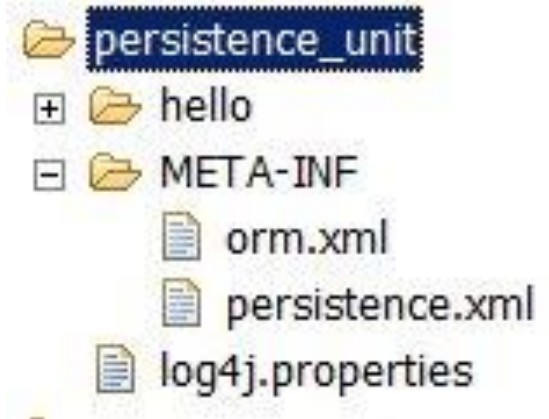 persistence_unit
hello
META-INF
orm.xml
persistence.xml
log4j.properties